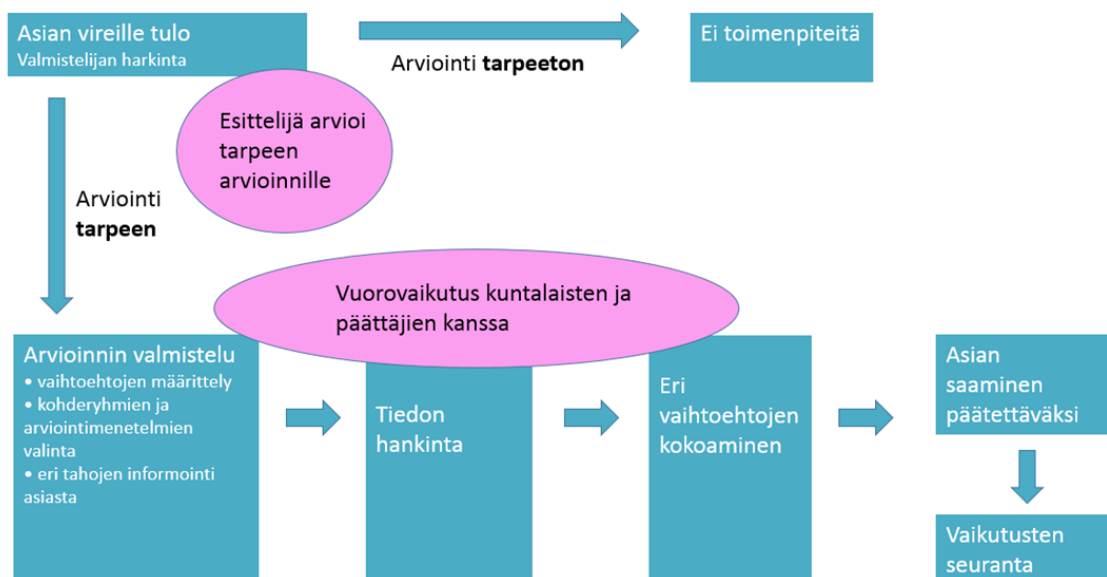 Asian vireille tulo
Valmistelijan harkinta
Arviointi tarpeeton
Ei toimenpiteitä
Esittelijä arvioi
tarpeen
arvioinnille
Arviointi
tarpeen
Vuorovaikutus kuntalaisten ja
päättäjien kanssa
Arvioinnin valmistelu
• vaihtoehtojen määrittely
• kohderyhmien ja
arviointimenetelmien
valinta
• eri tahojen informointi
asiasta
Tiedon
hankinta
Eri
vaihtoehtojen
kokoaminen
Asian
saaminen
päätettäväksi
Vaikutusten
seuranta